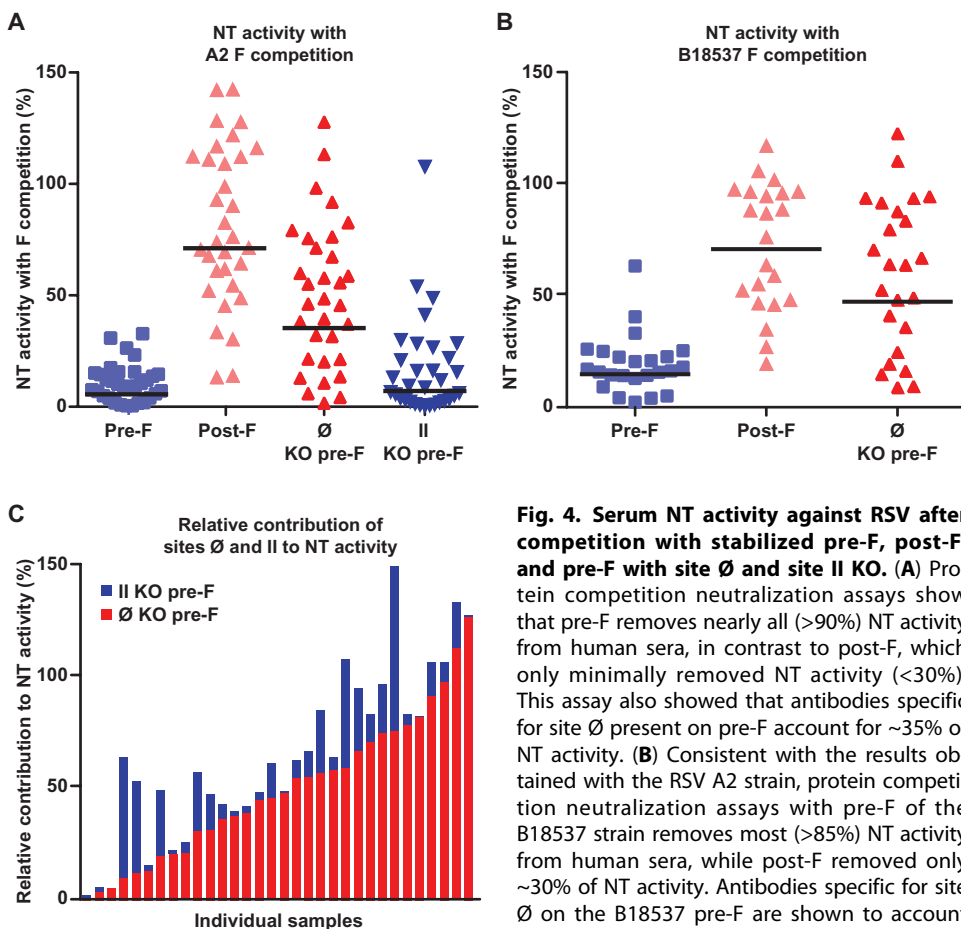 A
NT activity with
A2 F competition
NT activity with F competition (%)
150
100
50
0
Pre-F
Post-F
Ø
KO pre-F
II
KO pre-F
B
NT activity with
B18537 F competition
NT activity with F competition (%)
150
100
50
0
Pre-F
Post-F
Ø
KO pre-F
C
Relative contribution of
sites Ø and II to NT activity
Relative contribution to NT activity (%)
150
100
50
0
II KO pre-F
Ø KO pre-F
Individual samples
Fig. 4. Serum NT activity against RSV after
competition with stabilized pre-F, post-F
and pre-F with site Ø and site II KO. (A) Pro-
tein competition neutralization assays show
that pre-F removes nearly all (>90%) NT activity
from human sera, in contrast to post-F, which
only minimally removed NT activity (<30%)
This assay also showed that antibodies specific
for site Ø present on pre-F account for ~35% o
NT activity. (B) Consistent with the results ob-
tained with the RSV A2 strain, protein competi-
tion neutralization assays with pre-F of the
B18537 strain removes most (>85%) NT activity
from human sera, while post-F removed only
~30% of NT activity. Antibodies specific for site
Ø on the B18537 pre-F are shown to account